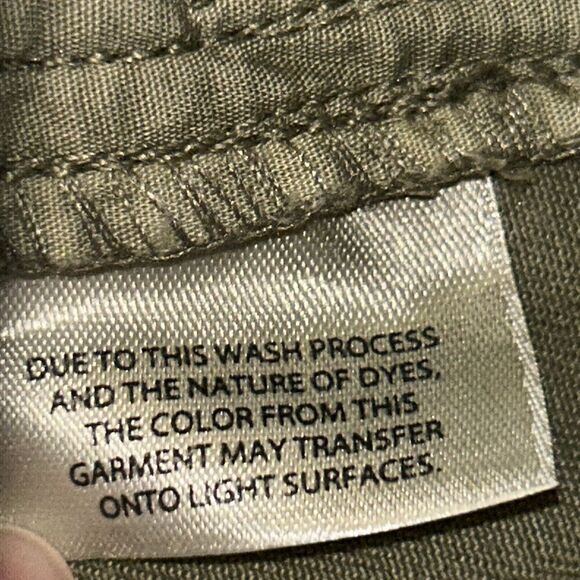 DUE TO THIS WASH PROCESS
AND THE NATURE OF DYES,
THE COLOR FROM THIS
GARMENT MAY TRANSFER
ONTO LIGHT SURFACES.